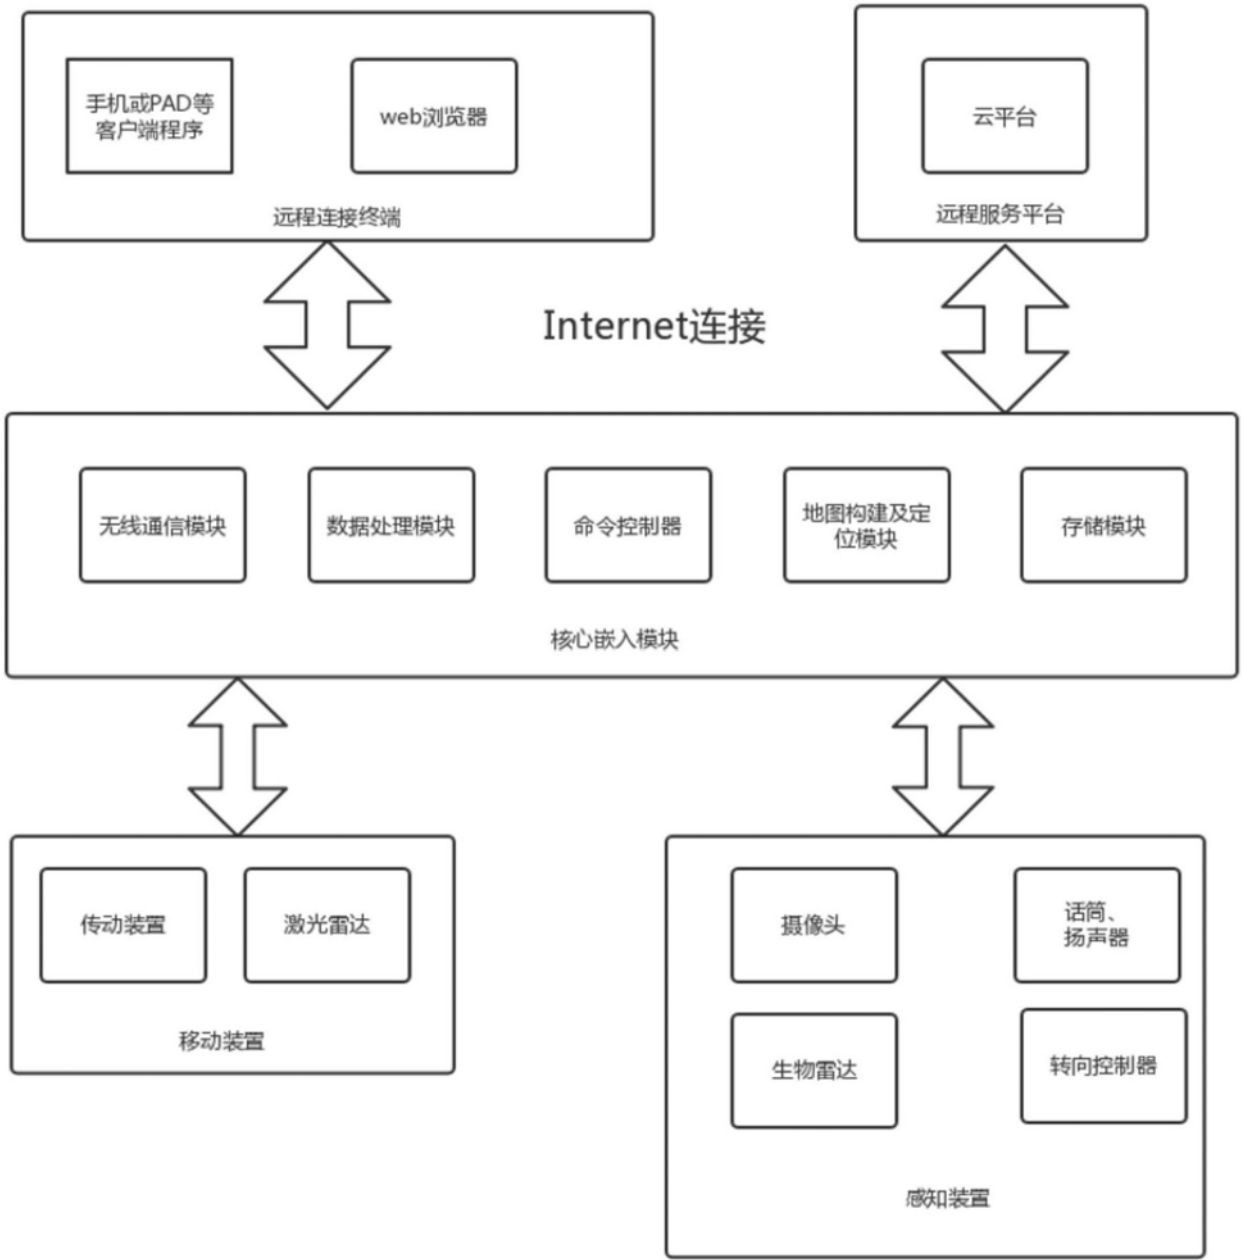 手机或PAD等
客户端程序
web浏览器
远程连接终端
云平台
远程服务平台
Internet连接
无线通信模块
数据处理模块
命令控制器
地图构建及定
位模块
存储模块
核心嵌入模块
传动装置
激光雷达
移动装置
摄像头
话筒、
扬声器
生物雷达
转向控制器
感知装置